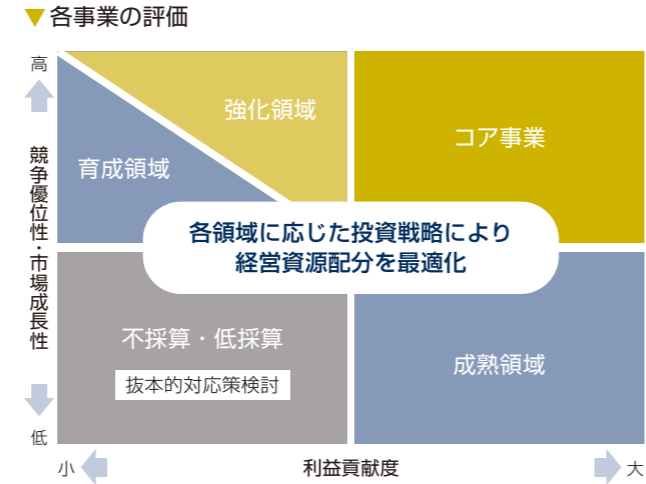 ▼各事業の評価
高
競争優位性・市場成長性
低
強化領域
育成領域
コア事業
各領域に応じた投資戦略により
経営資源配分を最適化
不採算・低採算
抜本的対応策検討
成熟領域
小
利益貢献度
大